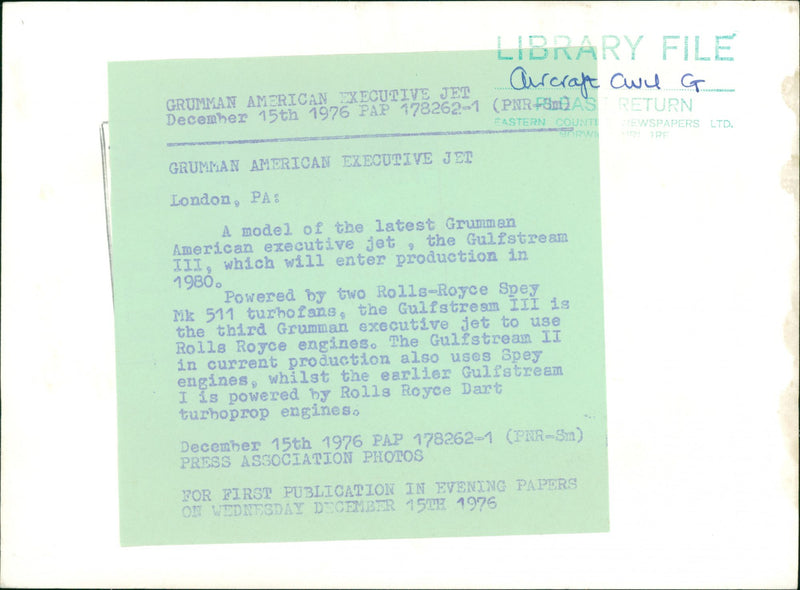 LIBRARY FILE
Aircraft Civil G
PLEASE RETURN
EASTERN COUNTIES NEWSPAPERS LTD.
NORWICH NR1 1RE
GRUMMAN AMERICAN EXECUTIVE JET
December 15th 1976 PAP 178262-1 (PNR-Sm)
GRUMMAN AMERICAN EXECUTIVE JET
London, PA:
A model of the latest Grumman
American executive jet , the Gulfstream
III, which will enter production in
1980.
Powered by two Rolls-Royce Spey
Mk 511 turbofans, the Gulfstream III is
the third Grumman executive jet to use
Rolls Royce engines. The Gulfstream II
in current production also uses Spey
engines, whilst the earlier Gulfstream
I is powered by Rolls Royce Dart
turboprop engines.
December 15th 1976 PAP 178262-1 (PNR-Sm)
PRESS ASSOCIATION PHOTOS
FOR FIRST PUBLICATION IN EVENING PAPERS
ON WEDNESDAY DECEMBER 15TH 1976